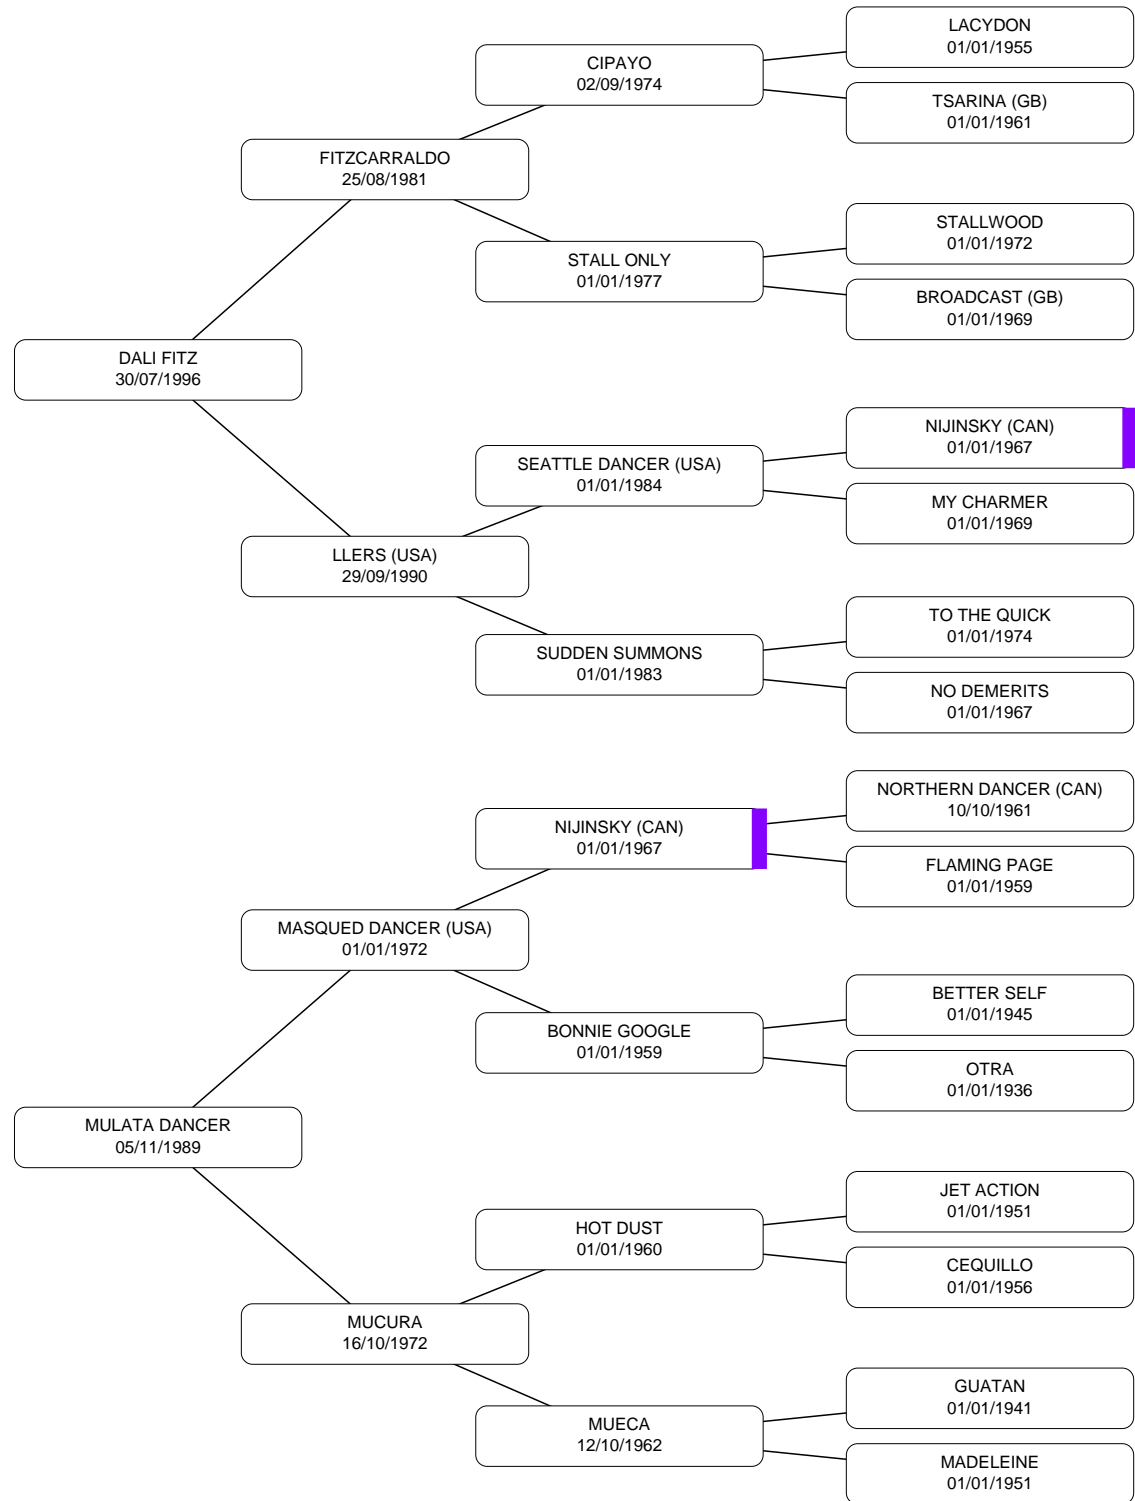 LACYDON
01/01/1955
CIPAYO
02/09/1974
TSARINA (GB)
01/01/1961
FITZCARRALDO
25/08/1981
STALLWOOD
01/01/1972
STALL ONLY
01/01/1977
BROADCAST (GB)
01/01/1969
DALI FITZ
30/07/1996
NIJINSKY (CAN)
01/01/1967
SEATTLE DANCER (USA)
01/01/1984
MY CHARMER
01/01/1969
LLERS (USA)
29/09/1990
TO THE QUICK
01/01/1974
SUDDEN SUMMONS
01/01/1983
NO DEMERITS
01/01/1967
NORTHERN DANCER (CAN)
10/10/1961
NIJINSKY (CAN)
01/01/1967
FLAMING PAGE
01/01/1959
MASQUED DANCER (USA)
01/01/1972
BETTER SELF
01/01/1945
BONNIE GOOGLE
01/01/1959
OTRA
01/01/1936
MULATA DANCER
05/11/1989
JET ACTION
01/01/1951
HOT DUST
01/01/1960
CEQUILLO
01/01/1956
MUCURA
16/10/1972
GUATAN
01/01/1941
MUECA
12/10/1962
MADELEINE
01/01/1951